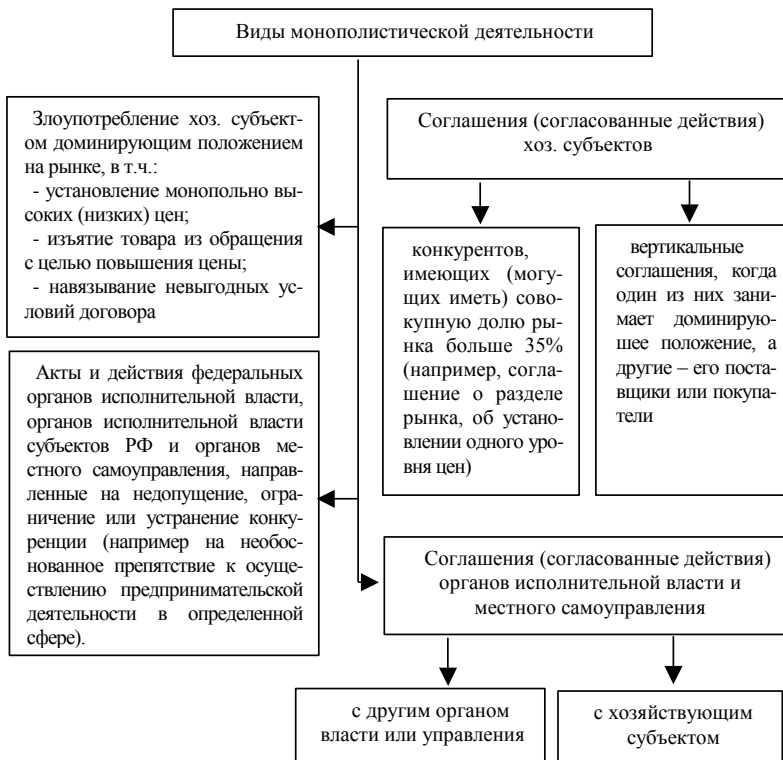 Виды монополистической деятельности
Злоупотребление хоз. субъект-
ом доминирующим положением
на рынке, в т.ч.:
- установление монопольно вы-
соких (низких) цен;
- изъятие товара из обращения
с целью повышения цены;
- навязывание невыгодных ус-
ловий договора
Соглашения (согласованные действия)
хоз. субъектов
конкурентов,
имеющих (могу-
щих иметь) сово-
купную долю ры-
нка больше 35%
(например, согла-
шение о разделе
рынка, об устано-
влении одного уро-
вня цен)
вертикальные
соглашения, когда
один из них зани-
мает доминирую-
шее положение, а
другие – его поста-
вщики или покупа-
тели
Акты и действия федеральных
органов исполнительной власти,
органов исполнительной власти
субъектов РФ и органов ме-
стного самоуправления, направ-
ленные на недопущение, огра-
ничение или устранение конку-
ренции (например на необос-
нованное препятствие к осуще-
ствлению предпринимательской
деятельности в определенной
сфере).
Соглашения (согласованные действия)
органов исполнительной власти и
местного самоуправления
с другим органом
власти или управления
с хозяйствующим
субъектом